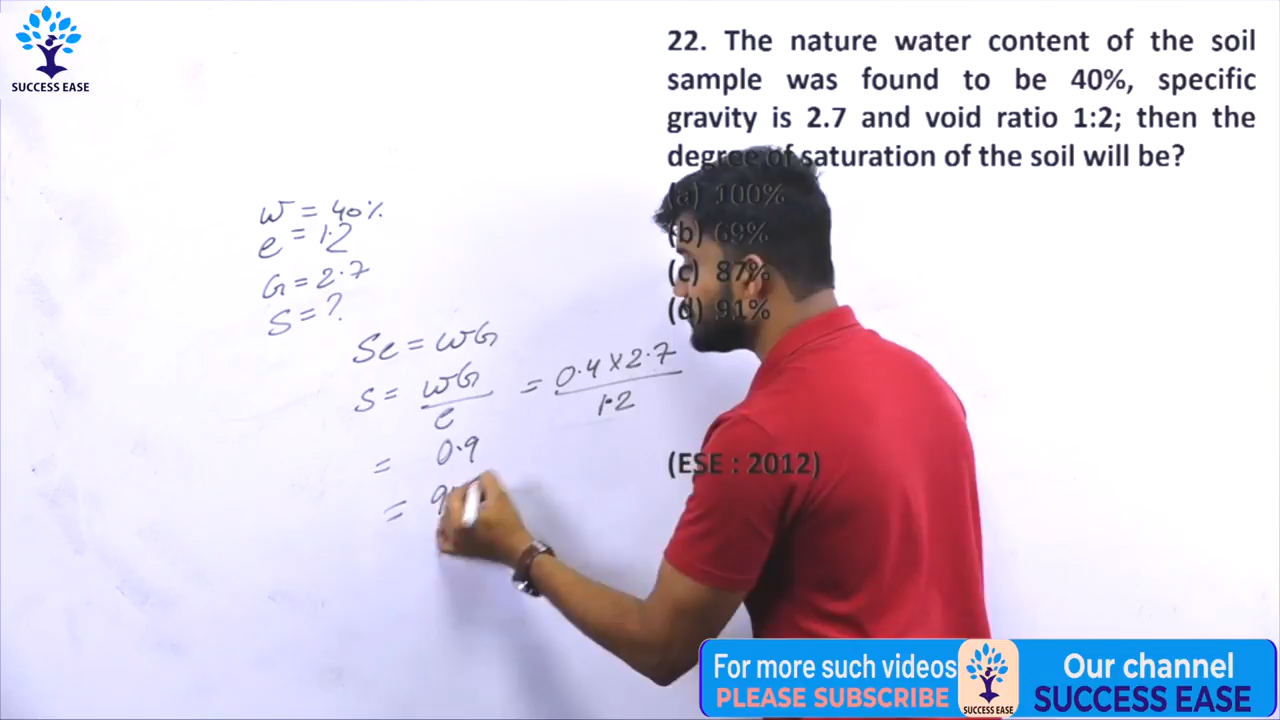 SUCCESS EASE
22. The nature water content of the soil
sample was found to be 40%, specific
gravity is 2.7 and void ratio 1:2; then the
degree of saturation of the soil will be?
(a) 100%
(b) 69%
(c) 87%
(d) 91%
(ESE : 2012)
w = 40%
e = 1.2
G = 2.7
S = ?
Se = wG
S = wG/e = 0.4 x 2.7/1.2
= 0.9
=
For more such videos
PLEASE SUBSCRIBE
Our channel
SUCCESS EASE